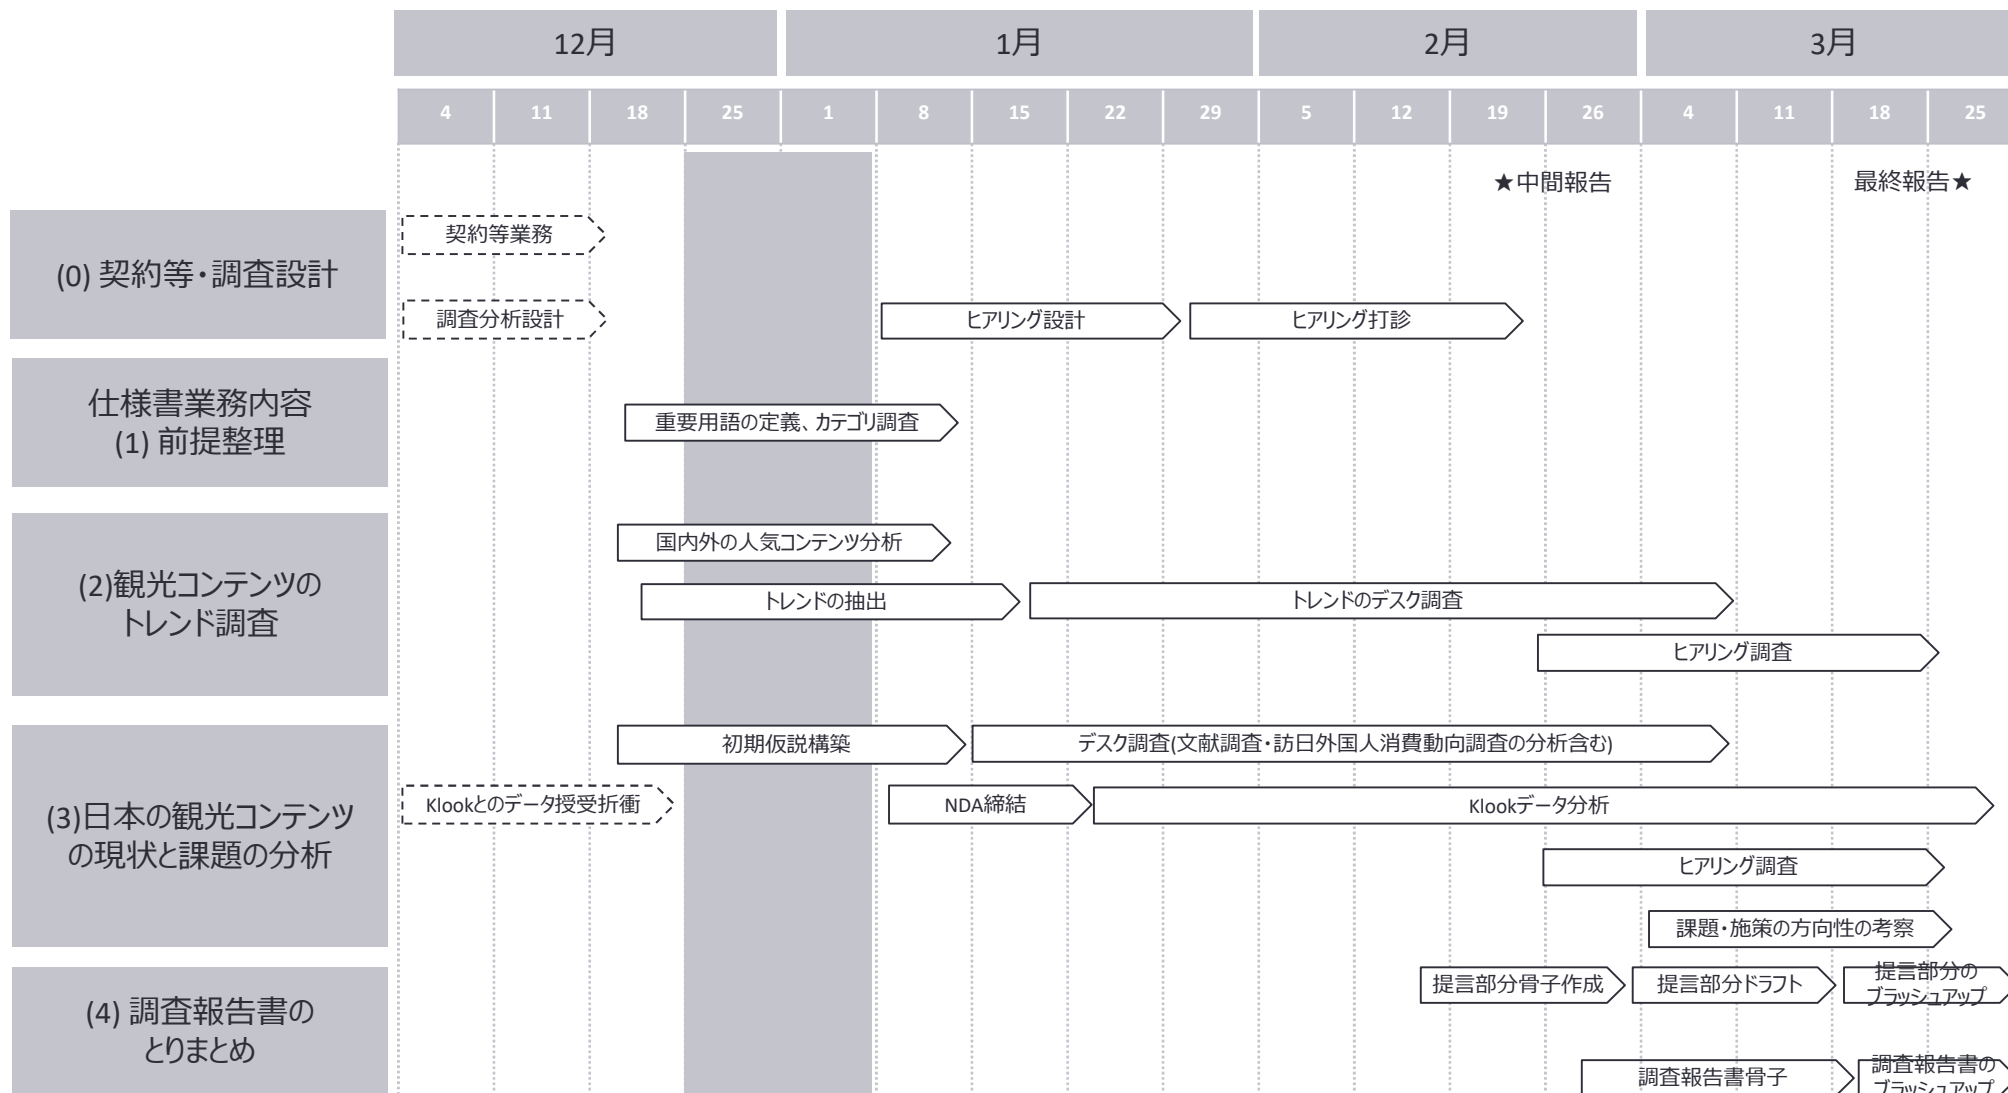 12月
1月
2月
3月
4 11 18 25 1 8 15 22 29 5 12 19 26 4 11 18 25
★中間報告
最終報告★
(0) 契約等・調査設計
契約等業務
調査分析設計
ヒアリング設計
ヒアリング打診
仕様書業務内容
(1) 前提整理
重要用語の定義、カテゴリ調査
(2)観光コンテンツの
トレンド調査
国内外の人気コンテンツ分析
トレンドの抽出
トレンドのデスク調査
ヒアリング調査
(3)日本の観光コンテンツ
の現状と課題の分析
初期仮説構築
デスク調査(文献調査・訪日外国人消費動向調査の分析含む)
Klookとのデータ授受折衝
NDA締結
Klookデータ分析
ヒアリング調査
課題・施策の方向性の考察
(4) 調査報告書の
とりまとめ
提言部分骨子作成
提言部分ドラフト
提言部分の
ブラッシュアップ
調査報告書骨子
調査報告書の
ブラッシュアップ